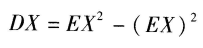 DX = EX² − (EX)²